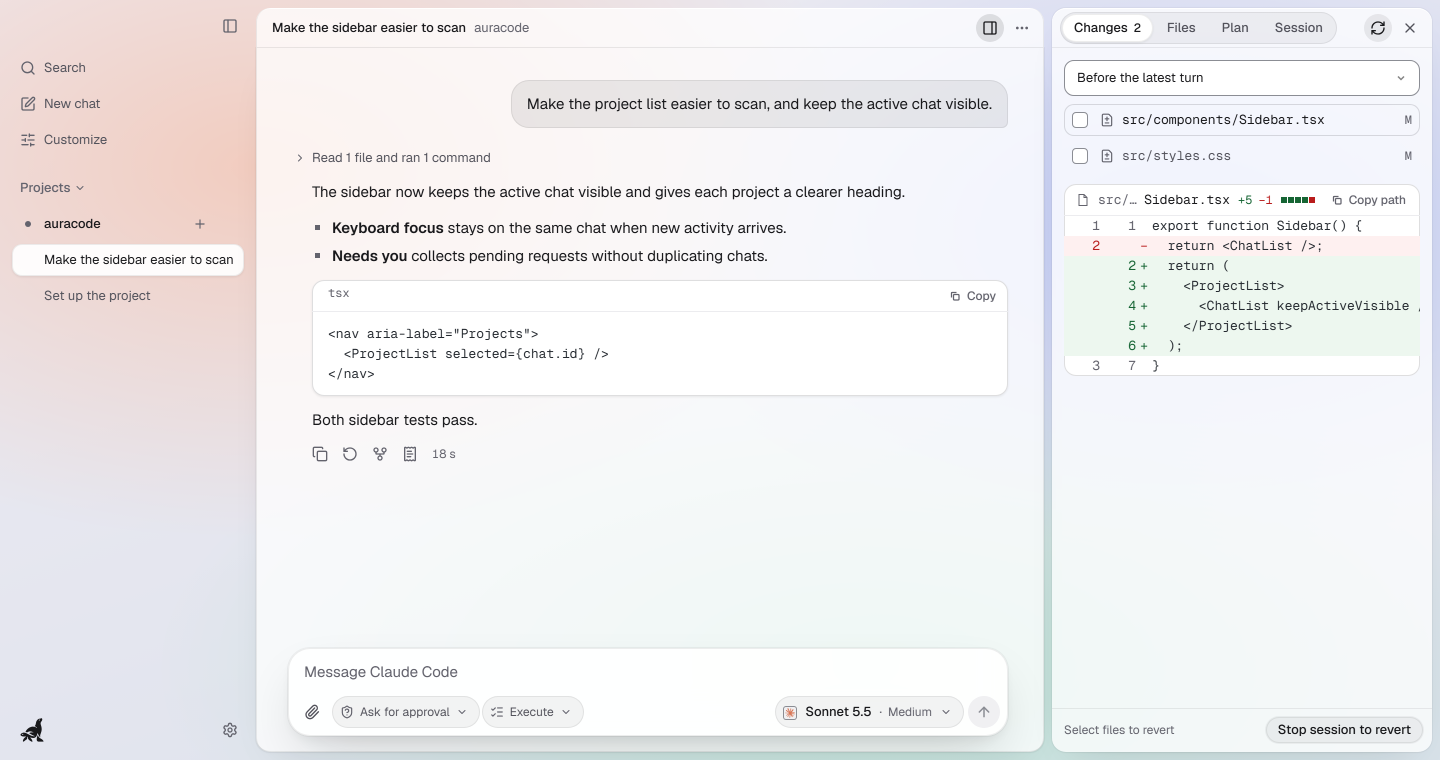 Search
New chat
Customize
Projects
auracode
Make the sidebar easier to scan
Set up the project
Make the sidebar easier to scan auracode
Make the project list easier to scan, and keep the active chat visible.
Read 1 file and ran 1 command
The sidebar now keeps the active chat visible and gives each project a clearer heading.
Keyboard focus stays on the same chat when new activity arrives.
Needs you collects pending requests without duplicating chats.
tsx Copy
<nav aria-label="Projects">
  <ProjectList selected={chat.id} />
</nav>
Both sidebar tests pass.
18 s
Message Claude Code
Ask for approval Execute Sonnet 5.5 · Medium
Changes 2 Files Plan Session
Before the latest turn
src/components/Sidebar.tsx M
src/styles.css M
src/… Sidebar.tsx +5 −1 Copy path
1 1 export function Sidebar() {
2 − return <ChatList />;
2 + return (
3 + <ProjectList>
4 + <ChatList keepActiveVisible /
5 + </ProjectList>
6 + );
3 7 }
Select files to revert Stop session to revert